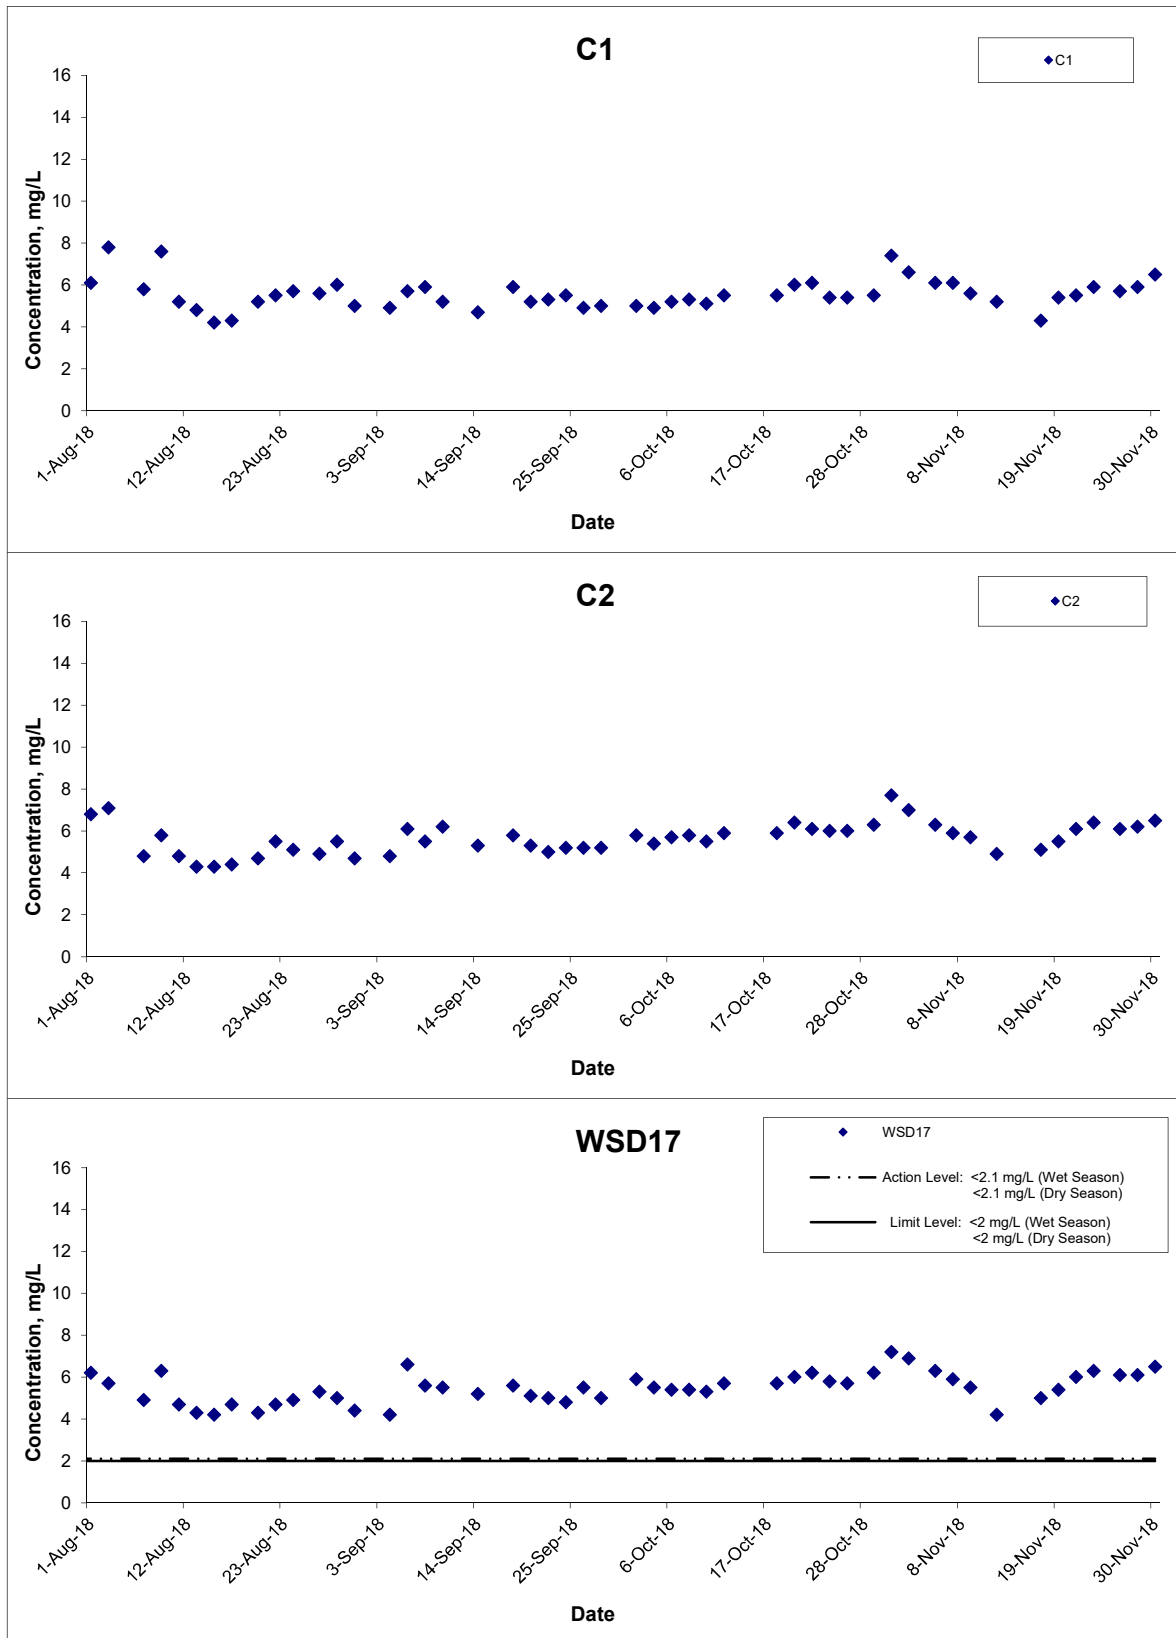 C1
C1
16
14
12
10
8
6
4
2
0
Concentration, mg/L
1-Aug-18
12-Aug-18
23-Aug-18
3-Sep-18
14-Sep-18
25-Sep-18
6-Oct-18
17-Oct-18
28-Oct-18
8-Nov-18
19-Nov-18
30-Nov-18
Date
C2
C2
16
14
12
10
8
6
4
2
0
Concentration, mg/L
1-Aug-18
12-Aug-18
23-Aug-18
3-Sep-18
14-Sep-18
25-Sep-18
6-Oct-18
17-Oct-18
28-Oct-18
8-Nov-18
19-Nov-18
30-Nov-18
Date
WSD17
WSD17
Action Level: <2.1 mg/L (Wet Season)
<2.1 mg/L (Dry Season)
Limit Level: <2 mg/L (Wet Season)
<2 mg/L (Dry Season)
16
14
12
10
8
6
4
2
0
Concentration, mg/L
1-Aug-18
12-Aug-18
23-Aug-18
3-Sep-18
14-Sep-18
25-Sep-18
6-Oct-18
17-Oct-18
28-Oct-18
8-Nov-18
19-Nov-18
30-Nov-18
Date